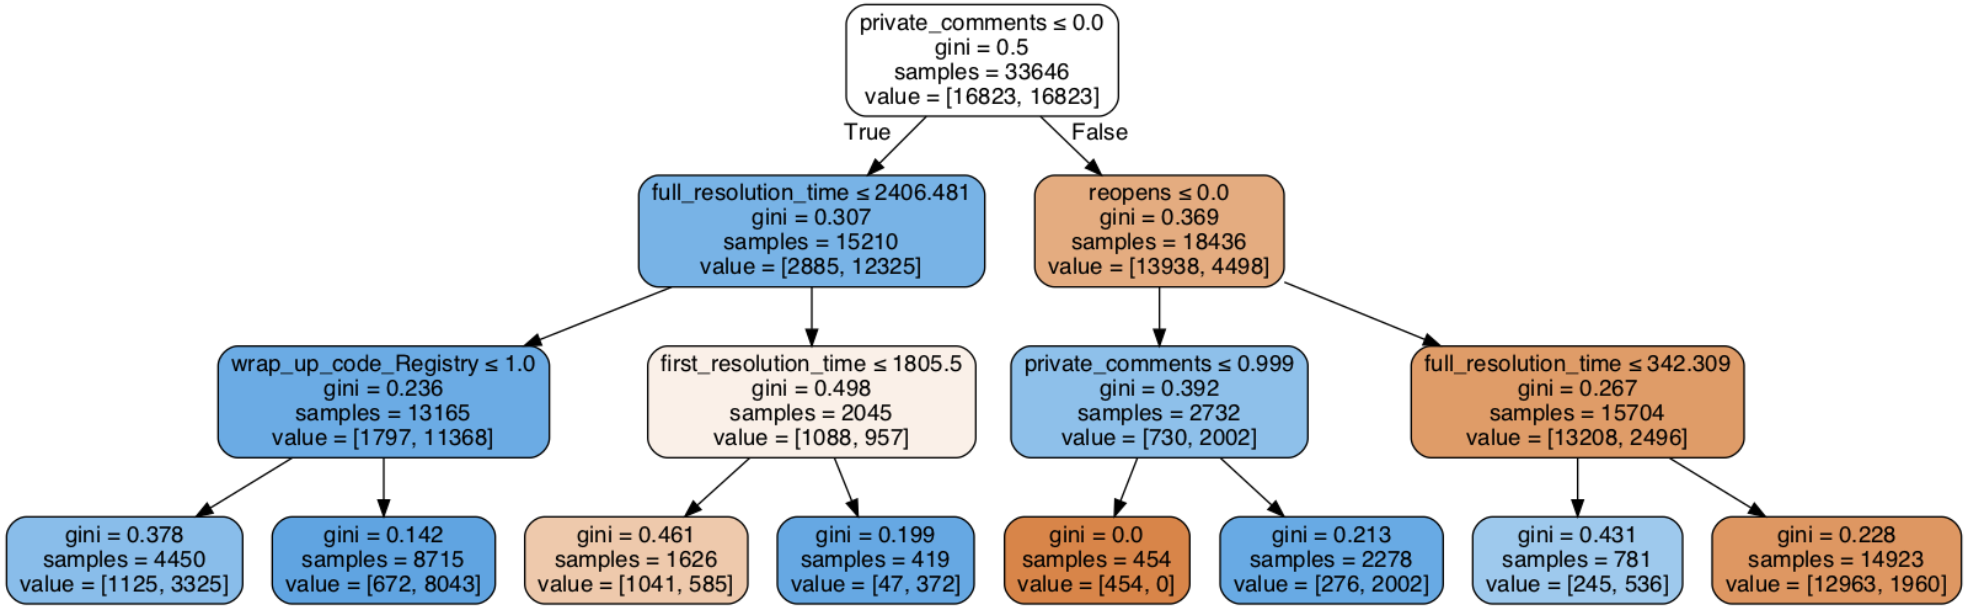 private_comments ≤ 0.0
gini = 0.5
samples = 33646
value = [16823, 16823]
True
False
full_resolution_time ≤ 2406.481
gini = 0.307
samples = 15210
value = [2885, 12325]
reopens ≤ 0.0
gini = 0.369
samples = 18436
value = [13938, 4498]
wrap_up_code_Registry ≤ 1.0
gini = 0.236
samples = 13165
value = [1797, 11368]
first_resolution_time ≤ 1805.5
gini = 0.498
samples = 2045
value = [1088, 957]
private_comments ≤ 0.999
gini = 0.392
samples = 2732
value = [730, 2002]
full_resolution_time ≤ 342.309
gini = 0.267
samples = 15704
value = [13208, 2496]
gini = 0.378
samples = 4450
value = [1125, 3325]
gini = 0.142
samples = 8715
value = [672, 8043]
gini = 0.461
samples = 1626
value = [1041, 585]
gini = 0.199
samples = 419
value = [47, 372]
gini = 0.0
samples = 454
value = [454, 0]
gini = 0.213
samples = 2278
value = [276, 2002]
gini = 0.431
samples = 781
value = [245, 536]
gini = 0.228
samples = 14923
value = [12963, 1960]